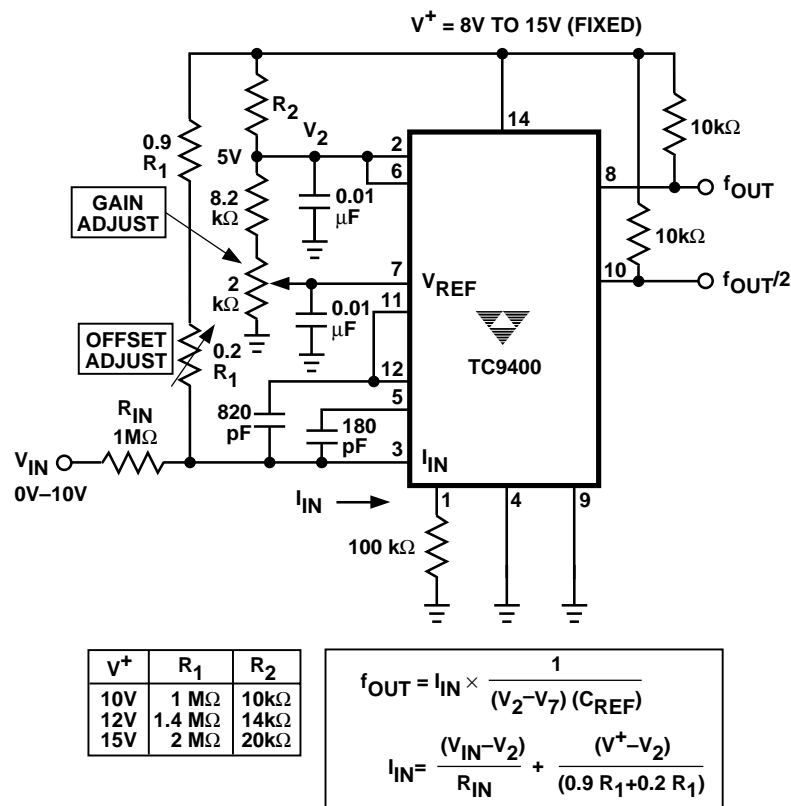 V+ = 8V TO 15V (FIXED)
R2
V2
14
0.9
R1
5V
2
6
10kΩ
8
fOUT
8.2
kΩ
0.01
µF
GAIN
ADJUST
10kΩ
2
kΩ
7
VREF
10
fOUT/2
11
0.01
µF
OFFSET
ADJUST
0.2
R1
12
TC9400
820
pF
5
180
pF
RIN
1MΩ
3
IIN
VIN
0V–10V
IIN
1
4
9
100 kΩ
V+ R1 R2
10V 1 MΩ 10kΩ
12V 1.4 MΩ 14kΩ
15V 2 MΩ 20kΩ
fOUT = IIN × 1
(V2–V7) (CREF)
IIN= (VIN–V2) + (V+–V2)
RIN (0.9 R1+0.2 R1)